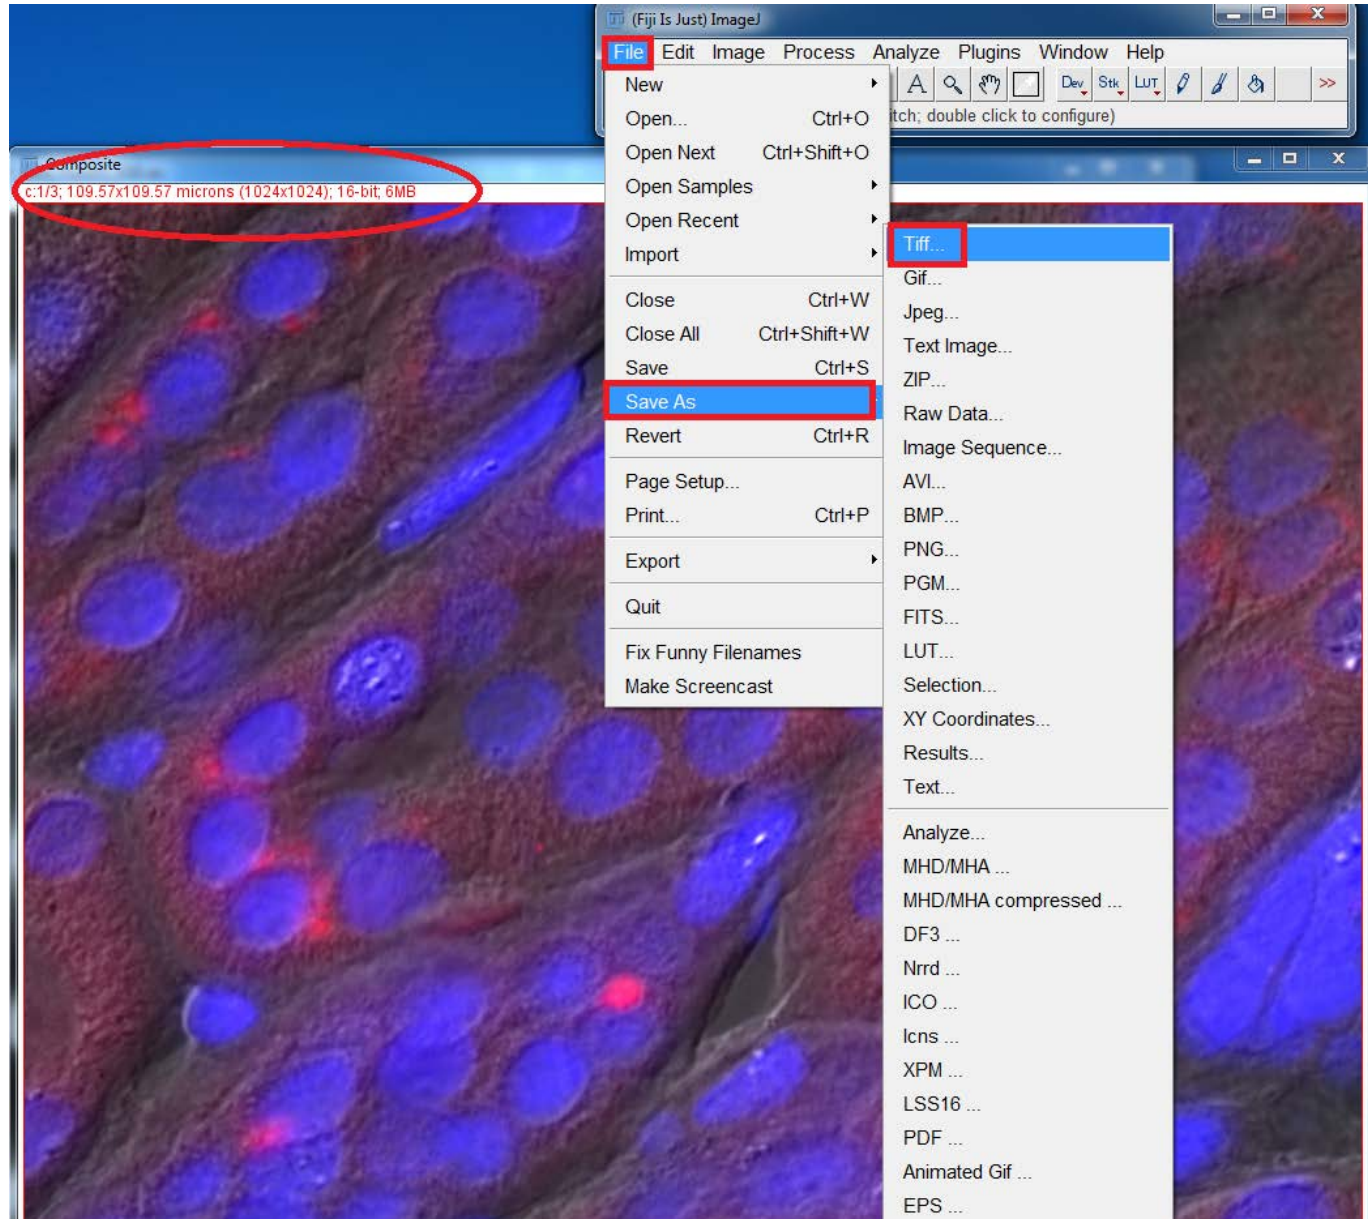 (Fiji Is Just) ImageJ
File Edit Image Process Analyze Plugins Window Help
Dev Stk LUT >>
itch; double click to configure)
Composite
c:1/3; 109.57x109.57 microns (1024x1024); 16-bit; 6MB
New
Open... Ctrl+O
Open Next Ctrl+Shift+O
Open Samples
Open Recent
Import
Close Ctrl+W
Close All Ctrl+Shift+W
Save Ctrl+S
Save As
Revert Ctrl+R
Page Setup...
Print... Ctrl+P
Export
Quit
Fix Funny Filenames
Make Screencast
Tiff...
Gif...
Jpeg...
Text Image...
ZIP...
Raw Data...
Image Sequence...
AVI...
BMP...
PNG...
PGM...
FITS...
LUT...
Selection...
XY Coordinates...
Results...
Text...
Analyze...
MHD/MHA ...
MHD/MHA compressed ...
DF3 ...
Nrrd ...
ICO ...
Icns ...
XPM ...
LSS16 ...
PDF ...
Animated Gif ...
EPS ...